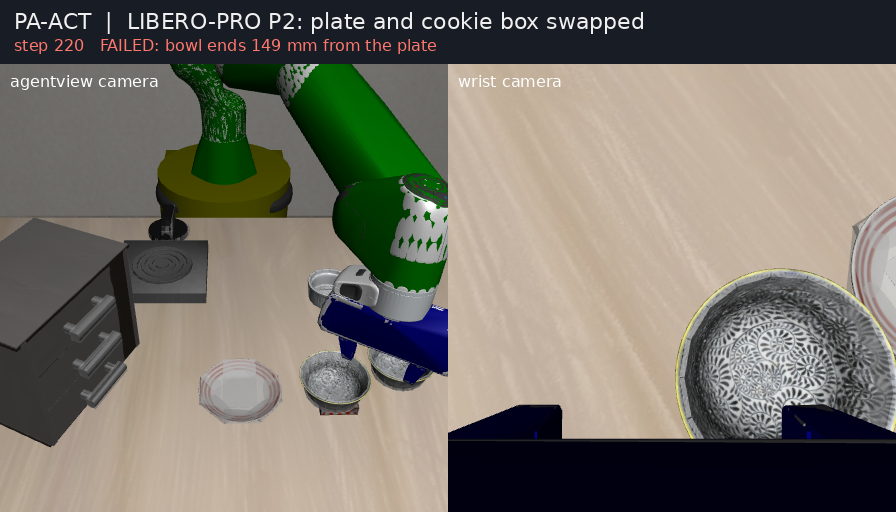 PA-ACT | LIBERO-PRO P2: plate and cookie box swapped
step 220 FAILED: bowl ends 149 mm from the plate
agentview camera
wrist camera